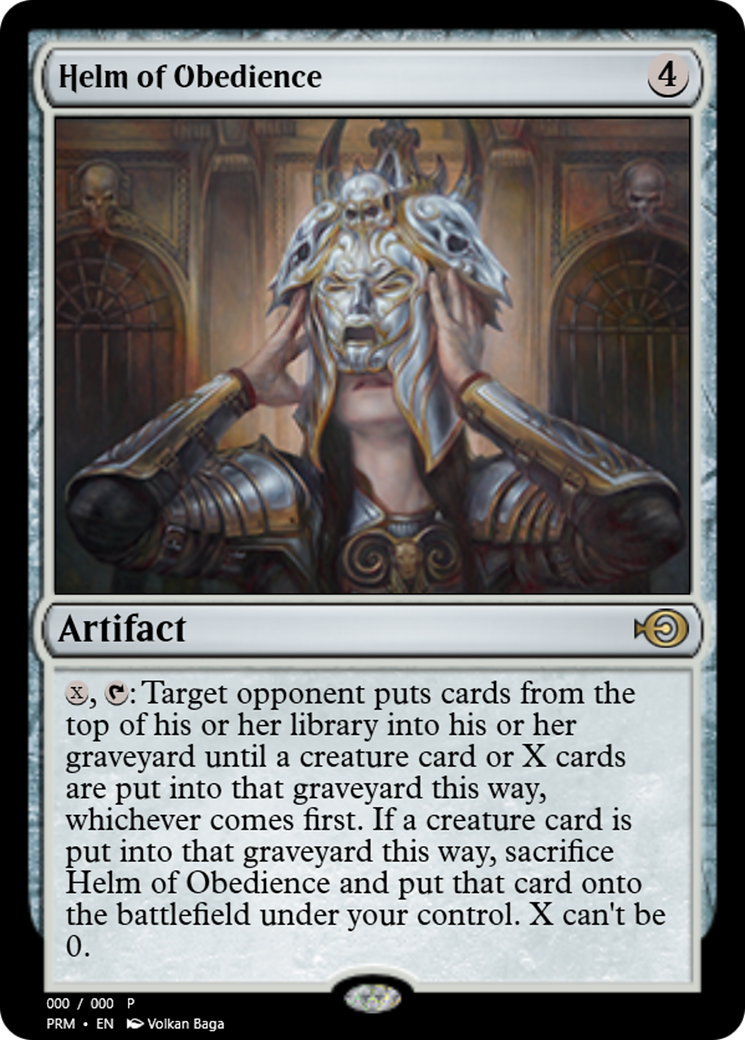 Helm of Obedience 4
Artifact
X, T: Target opponent puts cards from the
top of his or her library into his or her
graveyard until a creature card or X cards
are put into that graveyard this way,
whichever comes first. If a creature card is
put into that graveyard this way, sacrifice
Helm of Obedience and put that card onto
the battlefield under your control. X can't be
0.
000 / 000 P
PRM • EN Volkan Baga